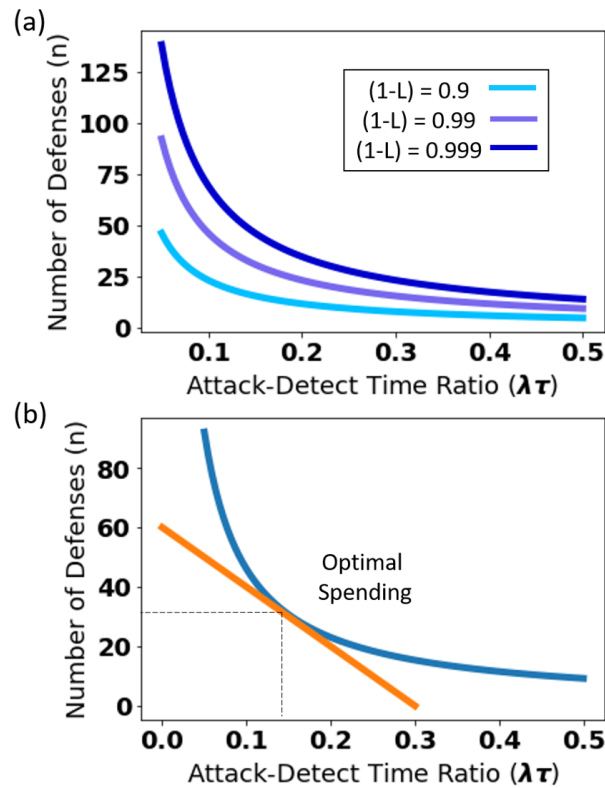 (a)
Number of Defenses (n)
125
100
75
50
25
0
(1-L) = 0.9
(1-L) = 0.99
(1-L) = 0.999
0.1 0.2 0.3 0.4 0.5
Attack-Detect Time Ratio (λτ)
(b)
Number of Defenses (n)
80
60
40
20
0
Optimal
Spending
0.0 0.1 0.2 0.3 0.4 0.5
Attack-Detect Time Ratio (λτ)